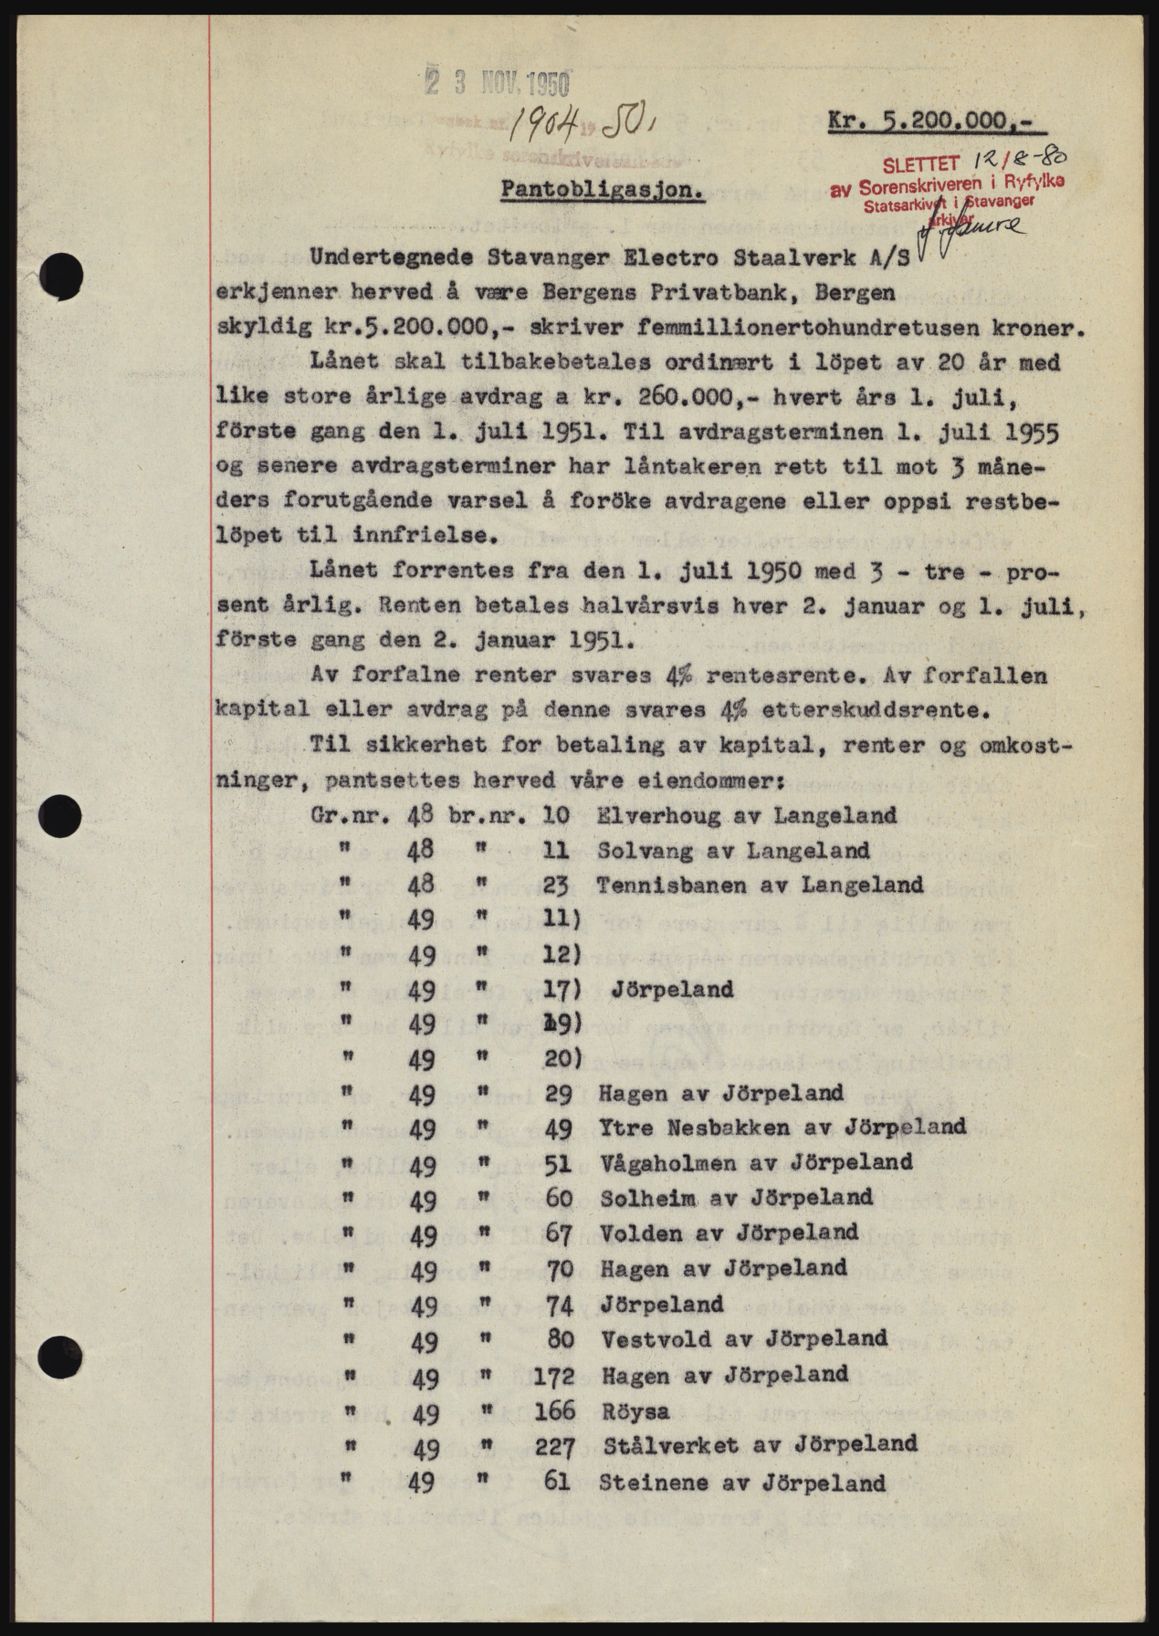 23 NOV. 1950
1904 1950.
Kr. 5.200.000,-
SLETTET 12/8-80
av Sorenskriveren i Ryfylke
Statsarkivet i Stavanger
arkivar
Pantobligasjon.
Undertegnede Stavanger Electro Staalverk A/S
erkjenner herved å være Bergens Privatbank, Bergen
skyldig kr.5.200.000,- skriver femmillionertohundretusen kroner.
Lånet skal tilbakebetales ordinært i löpet av 20 år med
like store årlige avdrag a kr. 260.000,- hvert års 1. juli,
förste gang den 1. juli 1951. Til avdragsterminen 1. juli 1955
og senere avdragsterminer har låntakeren rett til mot 3 måne-
ders forutgående varsel å foröke avdragene eller oppsi restbe-
löpet til innfrielse.
Lånet forrentes fra den 1. juli 1950 med 3 - tre - pro-
sent årlig. Renten betales halvårsvis hver 2. januar og 1. juli,
förste gang den 2. januar 1951.
Av forfalne renter svares 4% rentesrente. Av forfallen
kapital eller avdrag på denne svares 4% etterskuddsrente.
Til sikkerhet for betaling av kapital, renter og omkost-
ninger, pantsettes herved våre eiendommer:
Gr.nr. 48 br.nr. 10 Elverhoug av Langeland
" 48 " 11 Solvang av Langeland
" 48 " 23 Tennisbanen av Langeland
" 49 " 11)
" 49 " 12)
" 49 " 17) Jörpeland
" 49 " 19)
" 49 " 20)
" 49 " 29 Hagen av Jörpeland
" 49 " 49 Ytre Nesbakken av Jörpeland
" 49 " 51 Vågaholmen av Jörpeland
" 49 " 60 Solheim av Jörpeland
" 49 " 67 Volden av Jörpeland
" 49 " 70 Hagen av Jörpeland
" 49 " 74 Jörpeland
" 49 " 80 Vestvold av Jörpeland
" 49 " 172 Hagen av Jörpeland
" 49 " 166 Röysa
" 49 " 227 Stålverket av Jörpeland
" 49 " 61 Steinene av Jörpeland